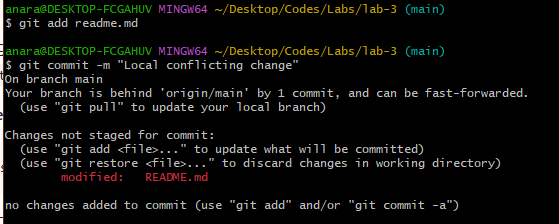 anara@DESKTOP-FCGAHUV MINGW64 ~/Desktop/Codes/Labs/lab-3 (main)
$ git add readme.md
anara@DESKTOP-FCGAHUV MINGW64 ~/Desktop/Codes/Labs/lab-3 (main)
$ git commit -m "Local conflicting change"
On branch main
Your branch is behind 'origin/main' by 1 commit, and can be fast-forwarded.
  (use "git pull" to update your local branch)
Changes not staged for commit:
  (use "git add <file>..." to update what will be committed)
  (use "git restore <file>..." to discard changes in working directory)
        modified:   README.md
no changes added to commit (use "git add" and/or "git commit -a")